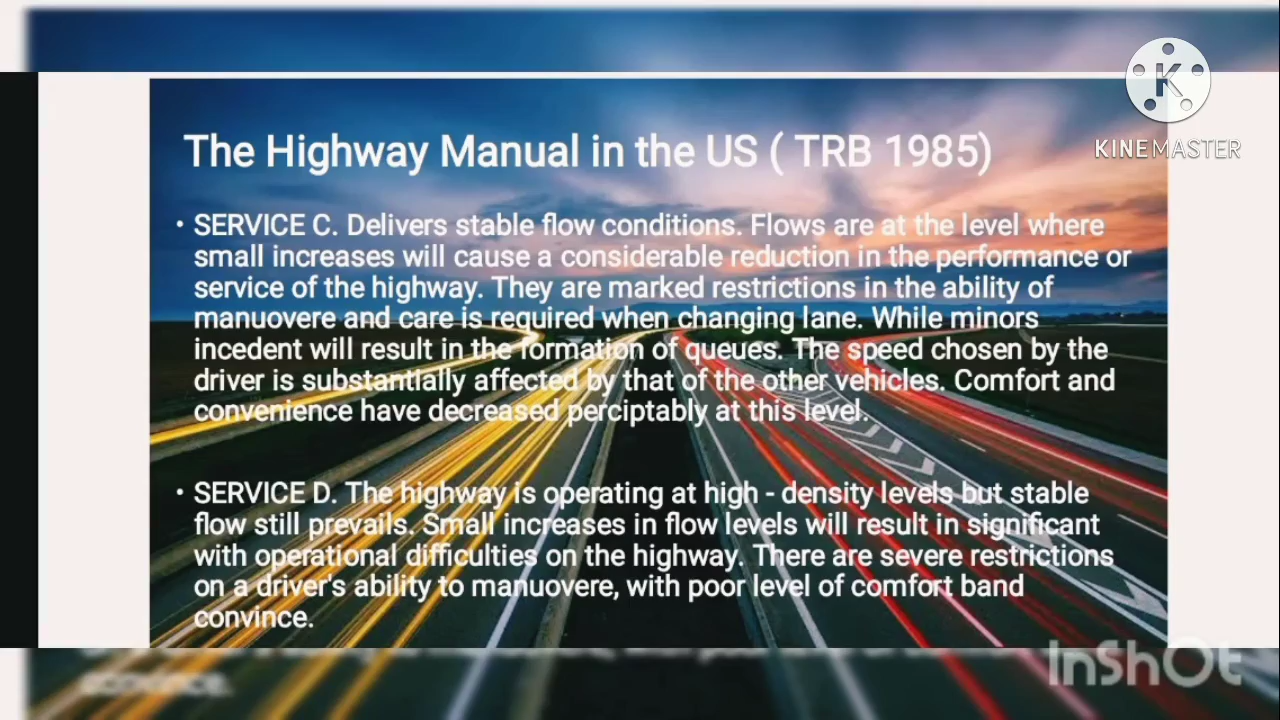 The Highway Manual in the US ( TRB 1985)
KINEMASTER
• SERVICE C. Delivers stable flow conditions. Flows are at the level where
small increases will cause a considerable reduction in the performance or
service of the highway. They are marked restrictions in the ability of
manuovere and care is required when changing lane. While minors
incedent will result in the formation of queues. The speed chosen by the
driver is substantially affected by that of the other vehicles. Comfort and
convenience have decreased perciptably at this level.
• SERVICE D. The highway is operating at high - density levels but stable
flow still prevails. Small increases in flow levels will result in significant
with operational difficulties on the highway. There are severe restrictions
on a driver's ability to manuovere, with poor level of comfort band
convince.
InShOt